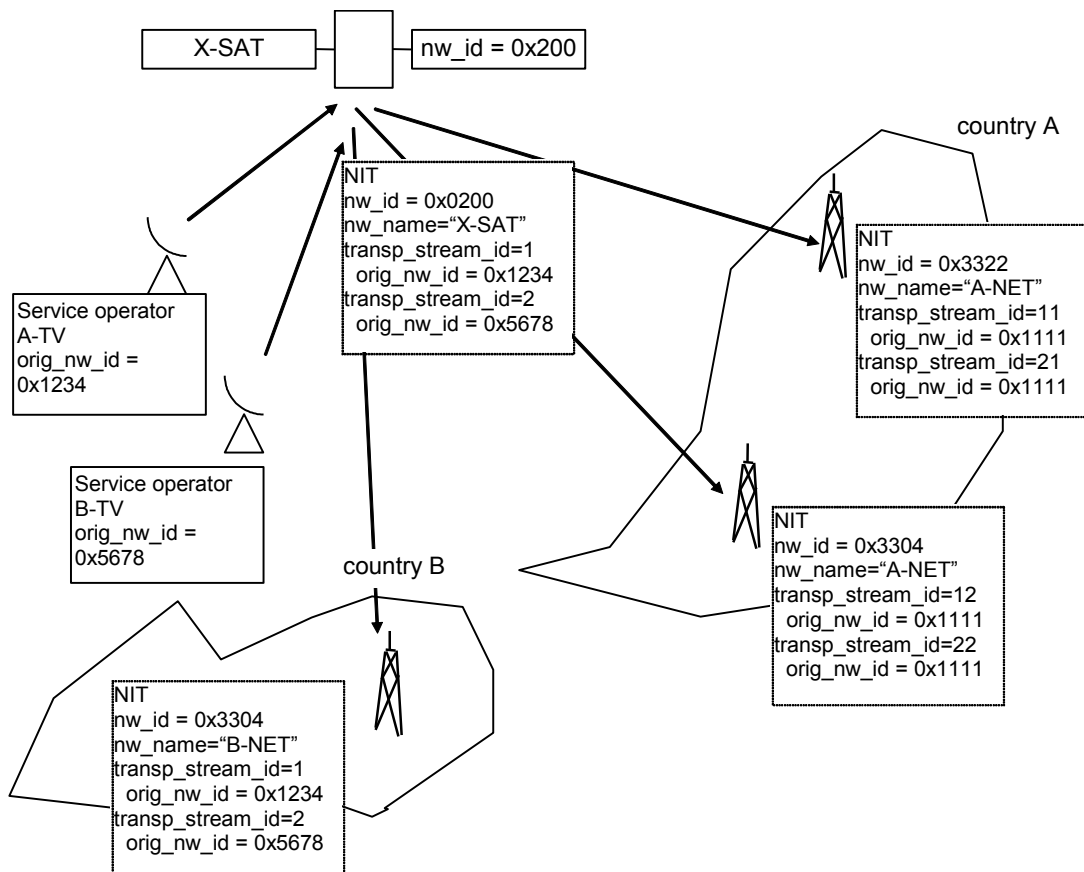 X-SAT
nw_id = 0x200
country A
NIT
nw_id = 0x0200
nw_name=“X-SAT”
transp_stream_id=1
orig_nw_id = 0x1234
transp_stream_id=2
orig_nw_id = 0x5678
NIT
nw_id = 0x3322
nw_name=“A-NET”
transp_stream_id=11
orig_nw_id = 0x1111
transp_stream_id=21
orig_nw_id = 0x1111
Service operator
A-TV
orig_nw_id =
0x1234
Service operator
B-TV
orig_nw_id =
0x5678
country B
NIT
nw_id = 0x3304
nw_name=“A-NET”
transp_stream_id=12
orig_nw_id = 0x1111
transp_stream_id=22
orig_nw_id = 0x1111
NIT
nw_id = 0x3304
nw_name=“B-NET”
transp_stream_id=1
orig_nw_id = 0x1234
transp_stream_id=2
orig_nw_id = 0x5678